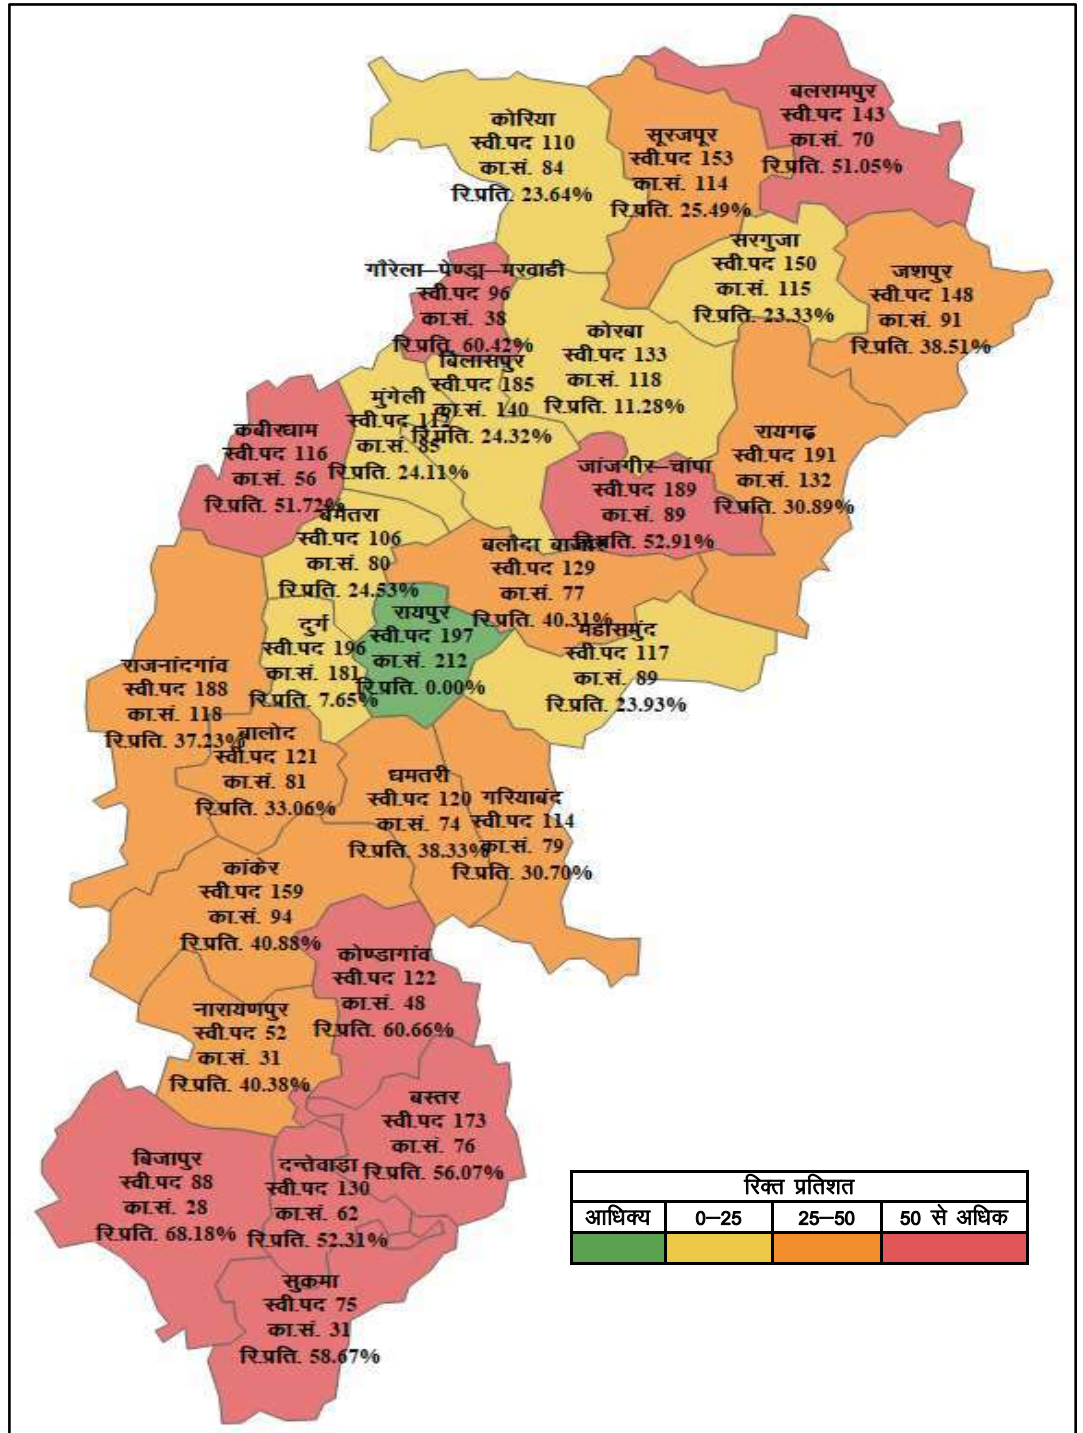 बलरामपुर
स्वी.पद 143
का.सं. 70
रि.प्रति. 51.05%
कोरिया
स्वी.पद 110
का.सं. 84
रि.प्रति. 23.64%
सूरजपूर
स्वी.पद 153
का.सं. 114
रि.प्रति. 25.49%
सरगुजा
स्वी.पद 150
का.सं. 115
रि.प्रति. 23.33%
जशपुर
स्वी.पद 148
का.सं. 91
रि.प्रति. 38.51%
गौरेला–पेण्ड्रा–मरवाही
स्वी.पद 96
का.सं. 38
रि.प्रति. 60.42%
कोरबा
स्वी.पद 133
का.सं. 118
रि.प्रति. 11.28%
बिलासपुर
स्वी.पद 185
का.सं. 140
रि.प्रति. 24.32%
मुंगेली
स्वी.पद 112
का.सं. 85
रि.प्रति. 24.11%
कबीरधाम
स्वी.पद 116
का.सं. 56
रि.प्रति. 51.72%
रायगढ़
स्वी.पद 191
का.सं. 132
रि.प्रति. 30.89%
जांजगीर–चांपा
स्वी.पद 189
का.सं. 89
रि.प्रति. 52.91%
बेमेतरा
स्वी.पद 106
का.सं. 80
रि.प्रति. 24.53%
बलौदा बाजार
स्वी.पद 129
का.सं. 77
रि.प्रति. 40.31%
रायपुर
स्वी.पद 197
का.सं. 212
रि.प्रति. 0.00%
दुर्ग
स्वी.पद 196
का.सं. 181
रि.प्रति. 7.65%
महासमुंद
स्वी.पद 117
का.सं. 89
रि.प्रति. 23.93%
राजनांदगांव
स्वी.पद 188
का.सं. 118
रि.प्रति. 37.23%
बालोद
स्वी.पद 121
का.सं. 81
रि.प्रति. 33.06%
धमतरी
स्वी.पद 120
का.सं. 74
रि.प्रति. 38.33%
गरियाबंद
स्वी.पद 114
का.सं. 79
रि.प्रति. 30.70%
कांकेर
स्वी.पद 159
का.सं. 94
रि.प्रति. 40.88%
कोण्डागांव
स्वी.पद 122
का.सं. 48
रि.प्रति. 60.66%
नारायणपुर
स्वी.पद 52
का.सं. 31
रि.प्रति. 40.38%
बस्तर
स्वी.पद 173
का.सं. 76
रि.प्रति. 56.07%
बिजापुर
स्वी.पद 88
का.सं. 28
रि.प्रति. 68.18%
दन्तेवाड़ा
स्वी.पद 130
का.सं. 62
रि.प्रति. 52.31%
सुकमा
स्वी.पद 75
का.सं. 31
रि.प्रति. 58.67%
रिक्त प्रतिशत
आधिक्य 0–25 25–50 50 से अधिक